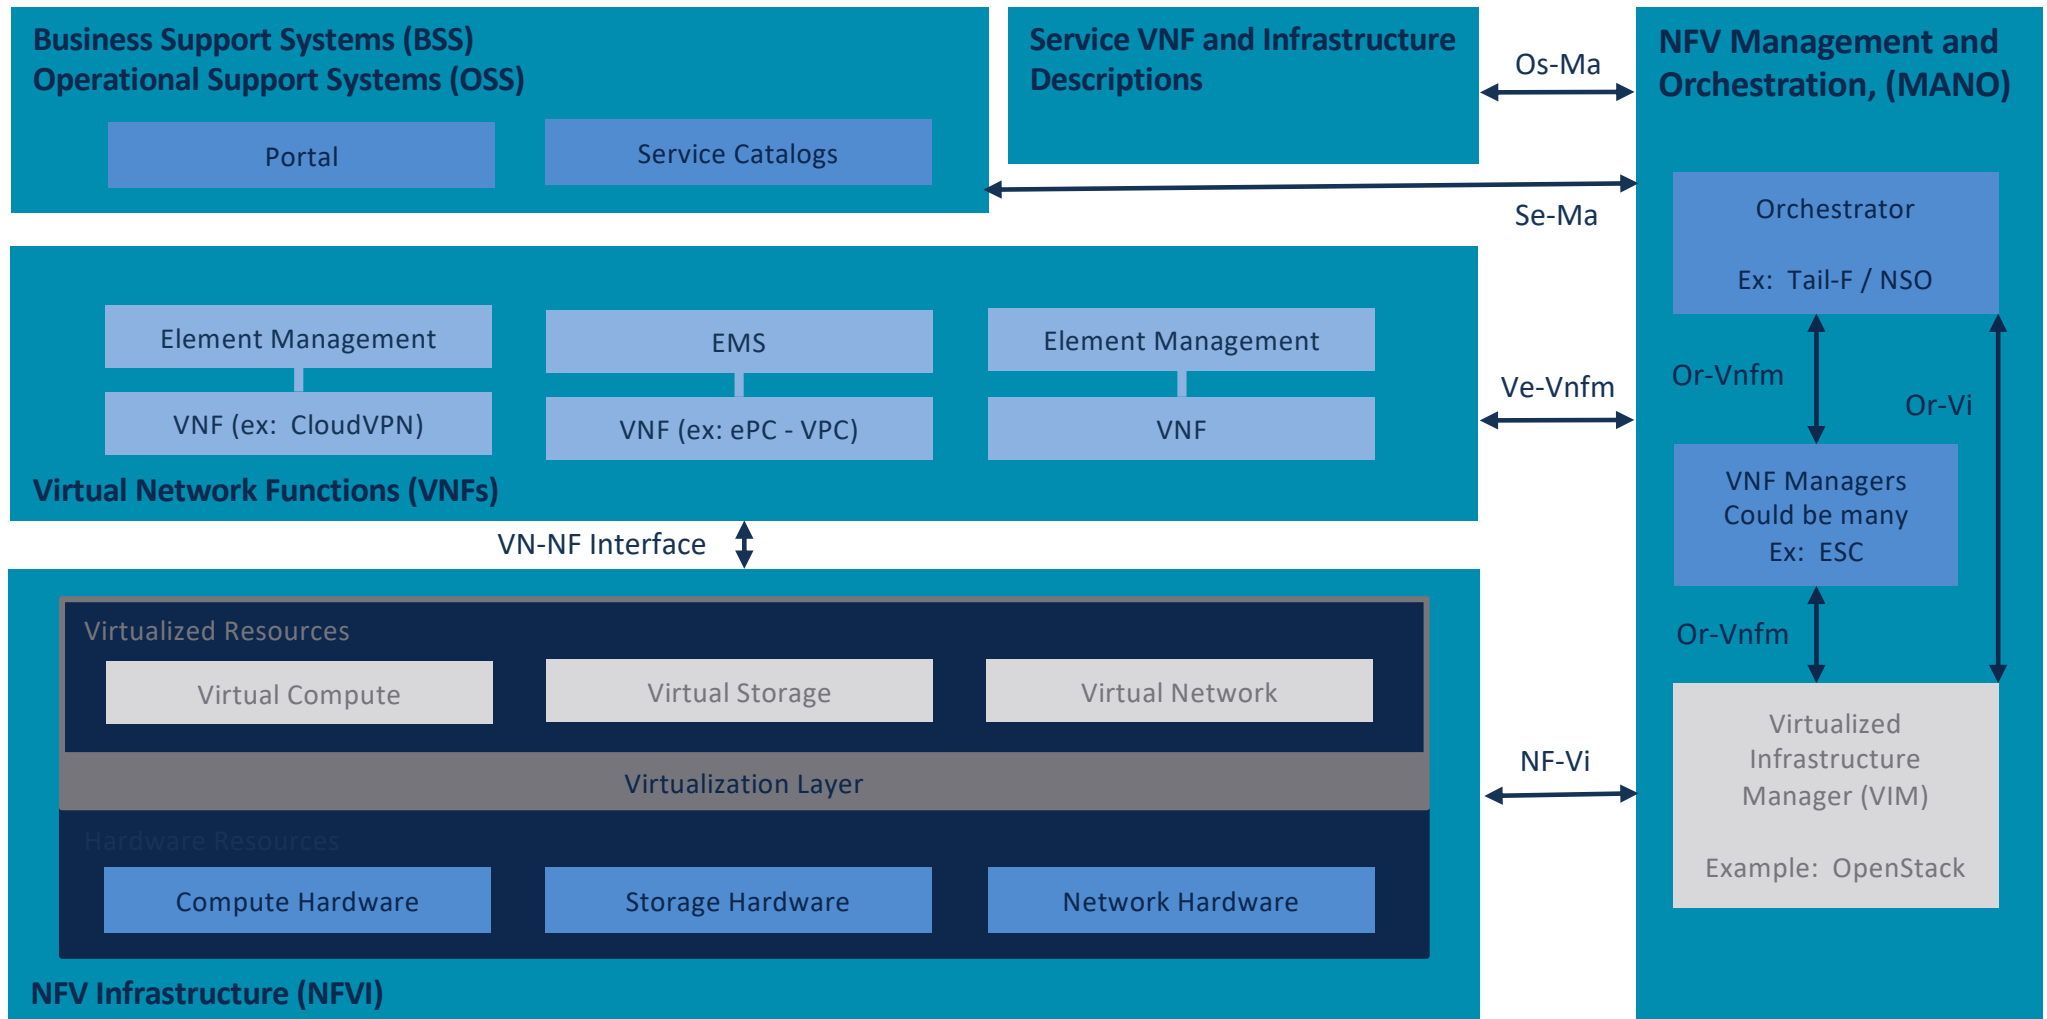 Business Support Systems (BSS)
Operational Support Systems (OSS)
Portal
Service Catalogs
Service VNF and Infrastructure
Descriptions
Os-Ma
Se-Ma
NFV Management and
Orchestration, (MANO)
Orchestrator
Ex: Tail-F / NSO
Or-Vnfm
Or-Vi
VNF Managers
Could be many
Ex: ESC
Or-Vnfm
Virtualized
Infrastructure
Manager (VIM)
Example: OpenStack
Element Management
EMS
Element Management
VNF (ex: CloudVPN)
VNF (ex: ePC - VPC)
VNF
Virtual Network Functions (VNFs)
Ve-Vnfm
VN-NF Interface
Virtualized Resources
Virtual Compute
Virtual Storage
Virtual Network
Virtualization Layer
NF-Vi
Hardware Resources
Compute Hardware
Storage Hardware
Network Hardware
NFV Infrastructure (NFVI)